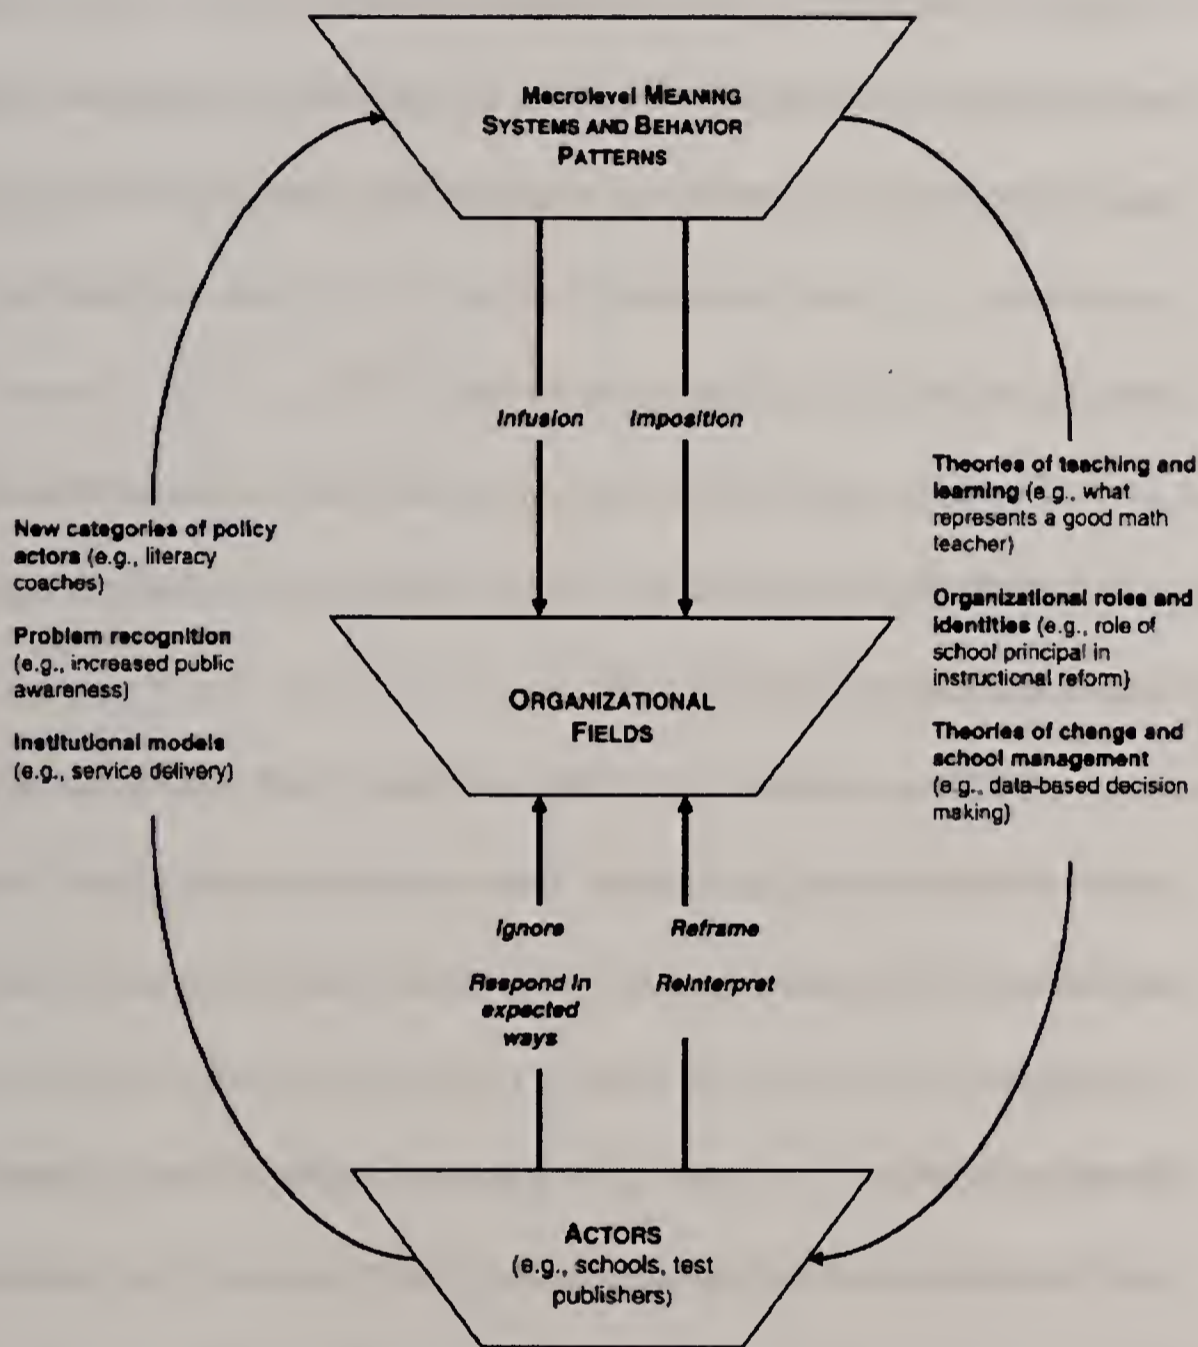 Macrolevel MEANING
SYSTEMS AND BEHAVIOR
PATTERNS
Infusion
Imposition
New categories of policy
actors (e.g., literacy
coaches)
Problem recognition
(e.g., increased public
awareness)
Institutional models
(e.g., service delivery)
Theories of teaching and
learning (e.g., what
represents a good math
teacher)
Organizational roles and
identities (e.g., role of
school principal in
instructional reform)
Theories of change and
school management
(e.g., data-based decision
making)
ORGANIZATIONAL
FIELDS
Ignore
Respond in
expected
ways
Reframe
Reinterpret
ACTORS
(e.g., schools, test
publishers)